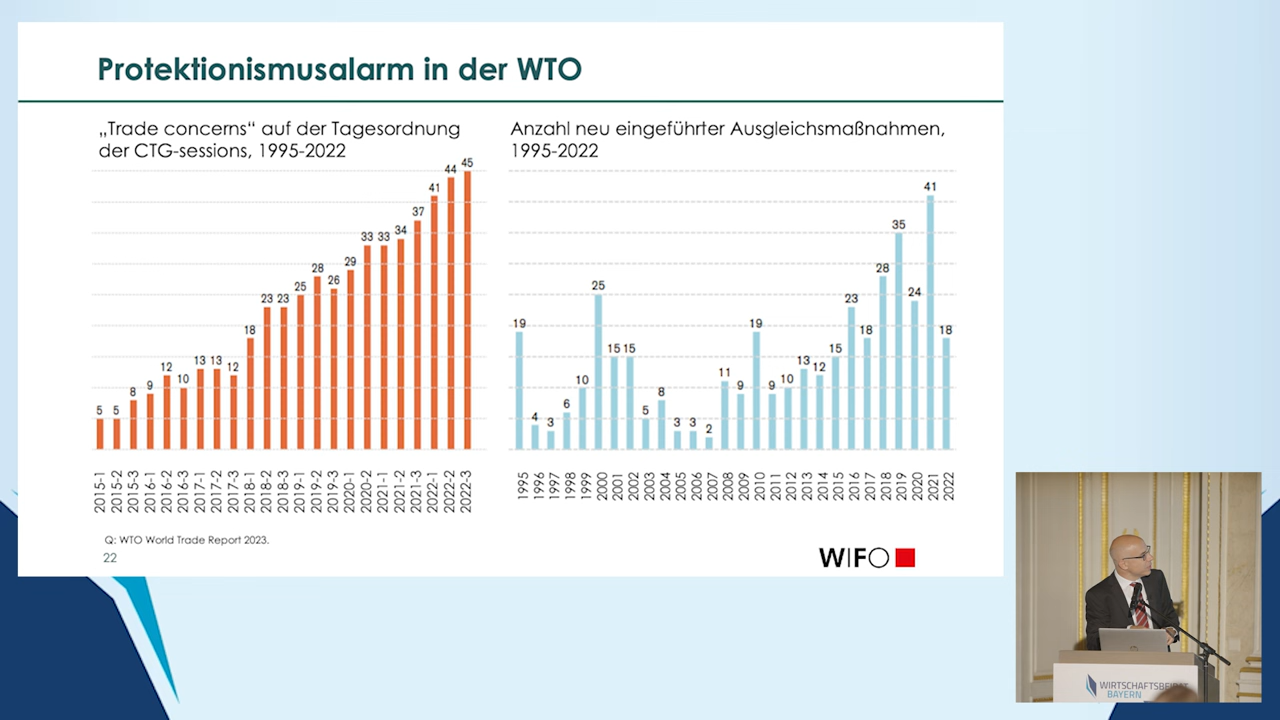 Protektionismusalarm in der WTO
„Trade concerns“ auf der Tagesordnung
der CTG-sessions, 1995-2022
5 5 8 9 12 10 13 13 12 18 23 23 25 28 26 29 33 33 34 37 41 44 45
2015-1 2015-2 2015-3 2016-1 2016-2 2016-3 2017-1 2017-2 2017-3 2018-1 2018-2 2018-3 2019-1 2019-2 2019-3 2020-1 2020-2 2021-1 2021-2 2021-3 2022-1 2022-2 2022-3
Anzahl neu eingeführter Ausgleichsmaßnahmen,
1995-2022
19 4 3 6 10 25 15 15 5 8 3 3 2 11 9 19 9 10 13 12 15 23 18 28 35 24 41 18
1995 1996 1997 1998 1999 2000 2001 2002 2003 2004 2005 2006 2007 2008 2009 2010 2011 2012 2013 2014 2015 2016 2017 2018 2019 2020 2021 2022
Q: WTO World Trade Report 2023.
22
WIFO
WIRTSCHAFTSBEIRAT
BAYERN